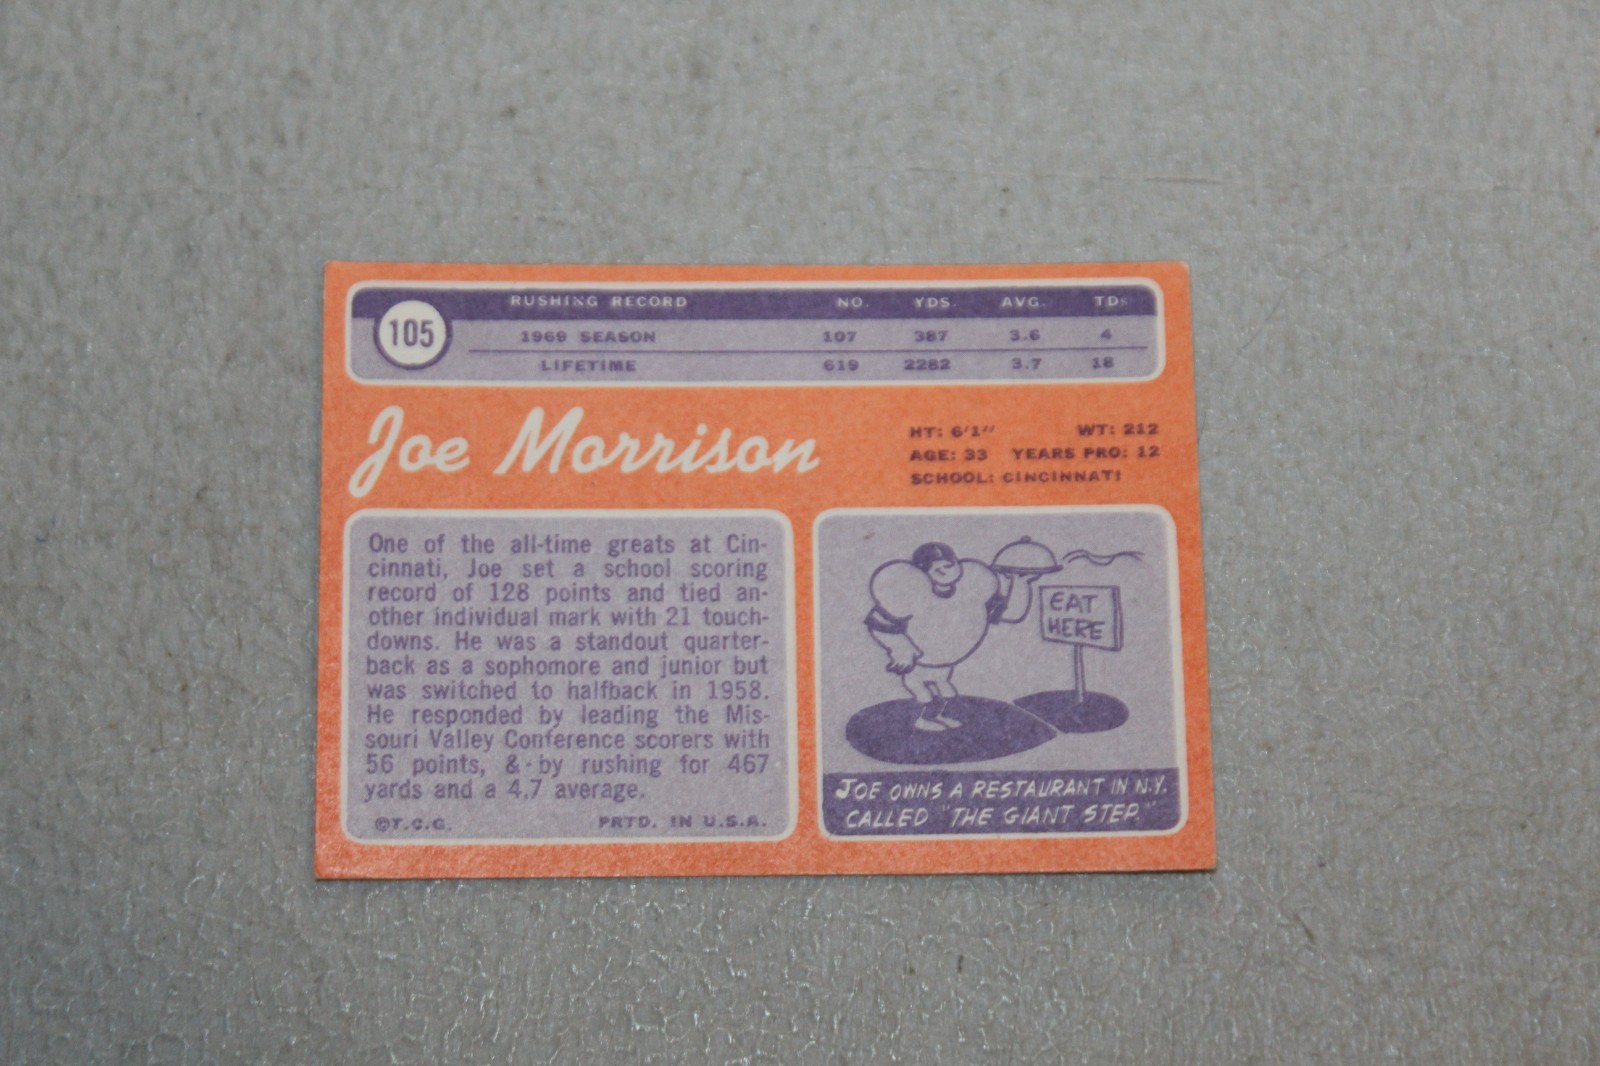 105
RUSHING RECORD NO. YDS. AVG. TDs
1969 SEASON 107 387 3.6 4
LIFETIME 619 2282 3.7 18
Joe Morrison
HT: 6'1" WT: 212
AGE: 33 YEARS PRO: 12
SCHOOL: CINCINNATI
One of the all-time greats at Cin-
cinnati, Joe set a school scoring
record of 128 points and tied an-
other individual mark with 21 touch-
downs. He was a standout quarter-
back as a sophomore and junior but
was switched to halfback in 1958.
He responded by leading the Mis-
souri Valley Conference scorers with
56 points, & by rushing for 467
yards and a 4.7 average.
©T.C.G. PRTD. IN U.S.A.
EAT
HERE
JOE OWNS A RESTAURANT IN N.Y.
CALLED "THE GIANT STEP."